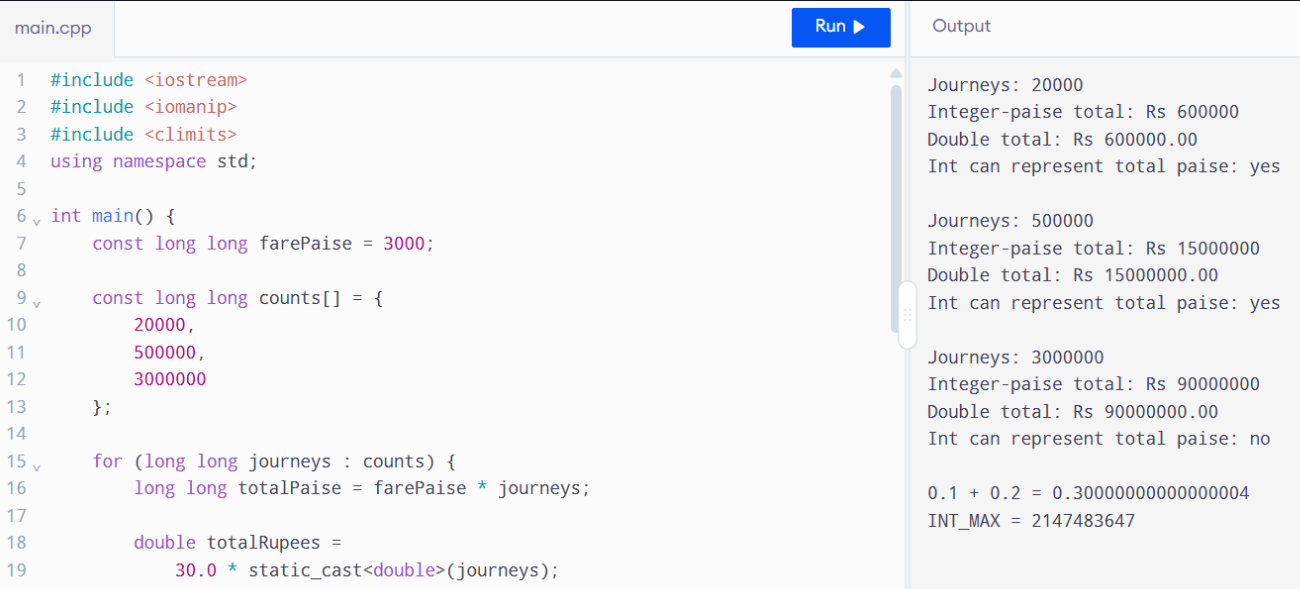 main.cpp
Run
1 #include <iostream>
2 #include <iomanip>
3 #include <climits>
4 using namespace std;
5
6 int main() {
7 const long long farePaise = 3000;
8
9 const long long counts[] = {
10 20000,
11 500000,
12 3000000
13 };
14
15 for (long long journeys : counts) {
16 long long totalPaise = farePaise * journeys;
17
18 double totalRupees =
19 30.0 * static_cast<double>(journeys);
Output
Journeys: 20000
Integer-paise total: Rs 600000
Double total: Rs 600000.00
Int can represent total paise: yes
Journeys: 500000
Integer-paise total: Rs 15000000
Double total: Rs 15000000.00
Int can represent total paise: yes
Journeys: 3000000
Integer-paise total: Rs 90000000
Double total: Rs 90000000.00
Int can represent total paise: no
0.1 + 0.2 = 0.30000000000000004
INT_MAX = 2147483647